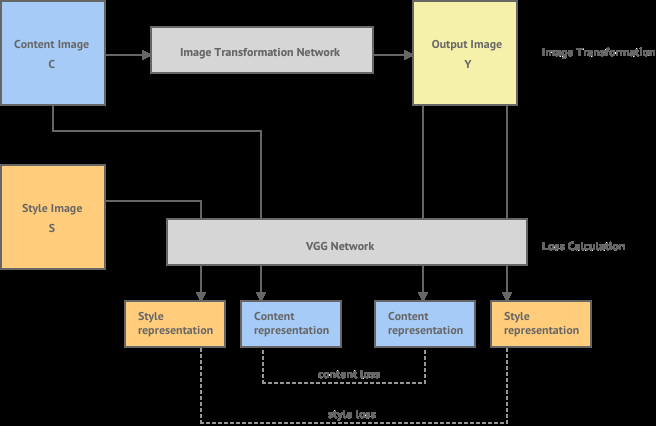 Content Image
C
Image Transformation Network
Output Image
Y
Image Transformation
Style Image
S
VGG Network
Loss Calculation
Style
representation
Content
representation
Content
representation
Style
representation
content loss
style loss